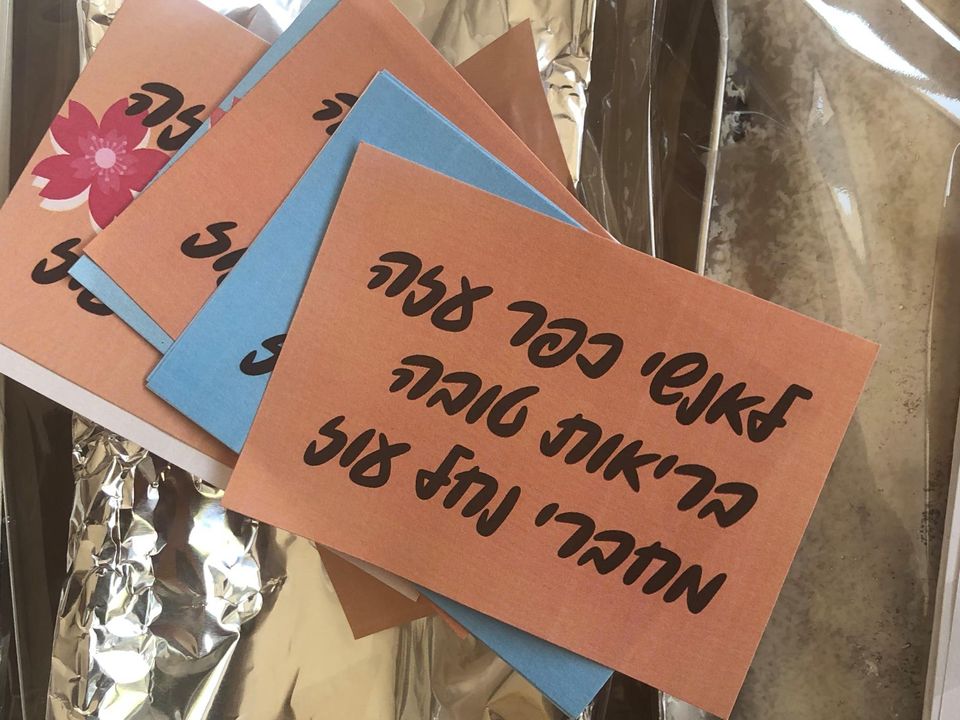 לאנשי כפר עזה
בריאות טובה
מחברי נחל עוז